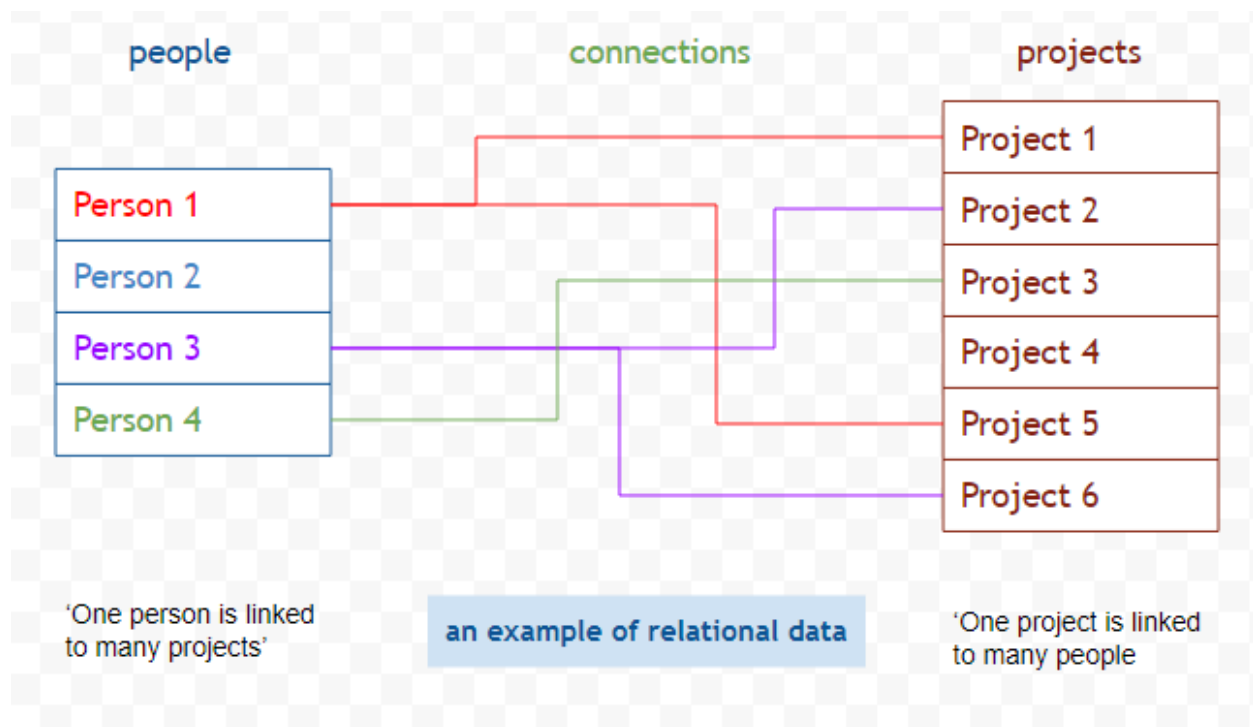 people
connections
projects
Person 1
Person 2
Person 3
Person 4
Project 1
Project 2
Project 3
Project 4
Project 5
Project 6
‘One person is linked
to many projects’
an example of relational data
‘One project is linked
to many people